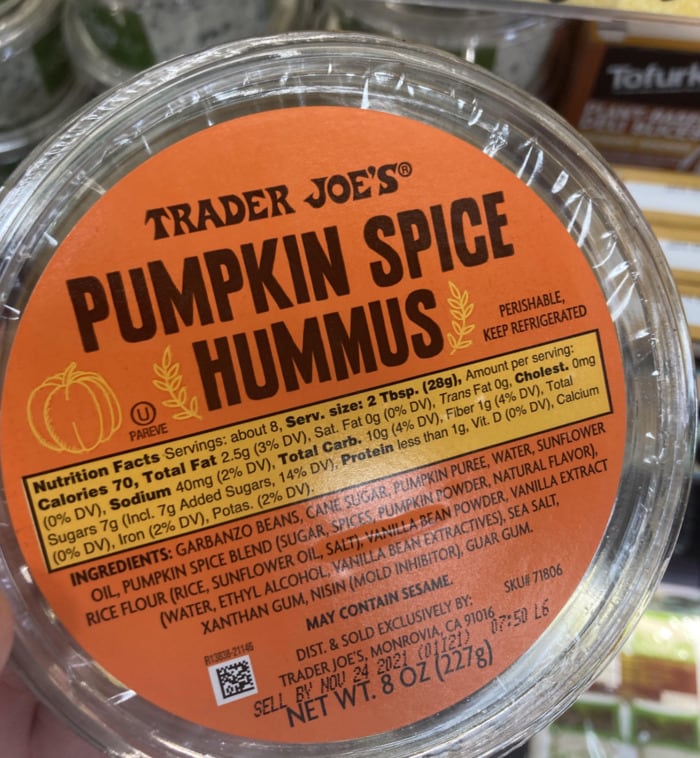 Tofurk
TRADER JOE'S®
PUMPKIN SPICE
HUMMUS
PERISHABLE,
KEEP REFRIGERATED
U
PAREVE
Nutrition Facts Servings: about 8, Serv. size: 2 Tbsp. (28g), Amount per serving:
Calories 70, Total Fat 2.5g (3% DV), Sat. Fat 0g (0% DV), Trans Fat 0g, Cholest. 0mg
(0% DV), Sodium 40mg (2% DV), Total Carb. 10g (4% DV), Fiber 1g (4% DV), Total
Sugars 7g (Incl. 7g Added Sugars, 14% DV), Protein less than 1g, Vit. D (0% DV), Calcium
(0% DV), Iron (2% DV), Potas. (2% DV).
INGREDIENTS: GARBANZO BEANS, CANE SUGAR, PUMPKIN PUREE, WATER, SUNFLOWER
OIL, PUMPKIN SPICE BLEND (SUGAR, SPICES, PUMPKIN POWDER, NATURAL FLAVOR),
RICE FLOUR (RICE, SUNFLOWER OIL, SALT), VANILLA BEAN POWDER, VANILLA EXTRACT
(WATER, ETHYL ALCOHOL, VANILLA BEAN EXTRACTIVES), SEA SALT,
XANTHAN GUM, NISIN (MOLD INHIBITOR), GUAR GUM.
MAY CONTAIN SESAME.
SKU# 71806
DIST. & SOLD EXCLUSIVELY BY:
TRADER JOE'S, MONROVIA, CA 91016
R13838-21145
SELL BY NOV 24 2021 (01121) 07:50 L6
NET WT. 8 OZ (227g)